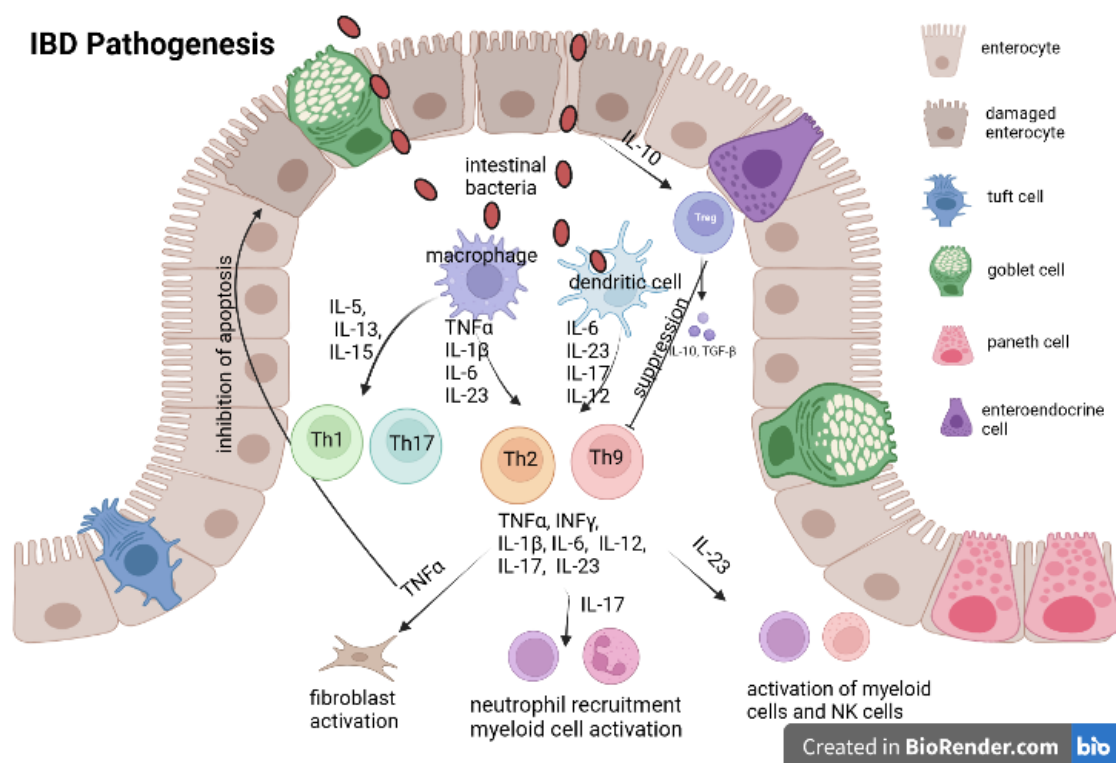 IBD Pathogenesis
enterocyte
damaged
enterocyte
tuft cell
goblet cell
paneth cell
enteroendocrine
cell
IL-10
intestinal
bacteria
Treg
macrophage
dendritic cell
inhibition of apoptosis
IL-5,
IL-13,
IL-15
TNFα
IL-1β
IL-6
IL-23
IL-6
IL-23
IL-17
IL-12
suppression
IL-10, TGF-β
Th1
Th17
Th2
Th9
TNFα, INFγ,
IL-1β, IL-6, IL-12,
IL-17, IL-23
TNFα
IL-17
IL-23
fibroblast
activation
neutrophil recruitment
myeloid cell activation
activation of myeloid
cells and NK cells
Created in BioRender.com bio